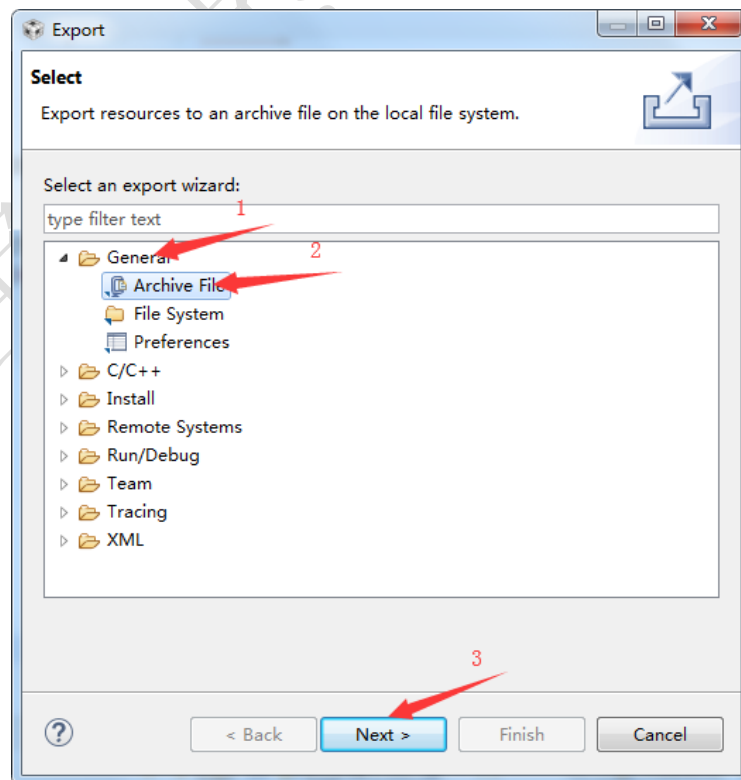 Export
Select
Export resources to an archive file on the local file system.
Select an export wizard:
1
type filter text
General
2
Archive File
File System
Preferences
C/C++
Install
Remote Systems
Run/Debug
Team
Tracing
XML
3
< Back
Next >
Finish
Cancel